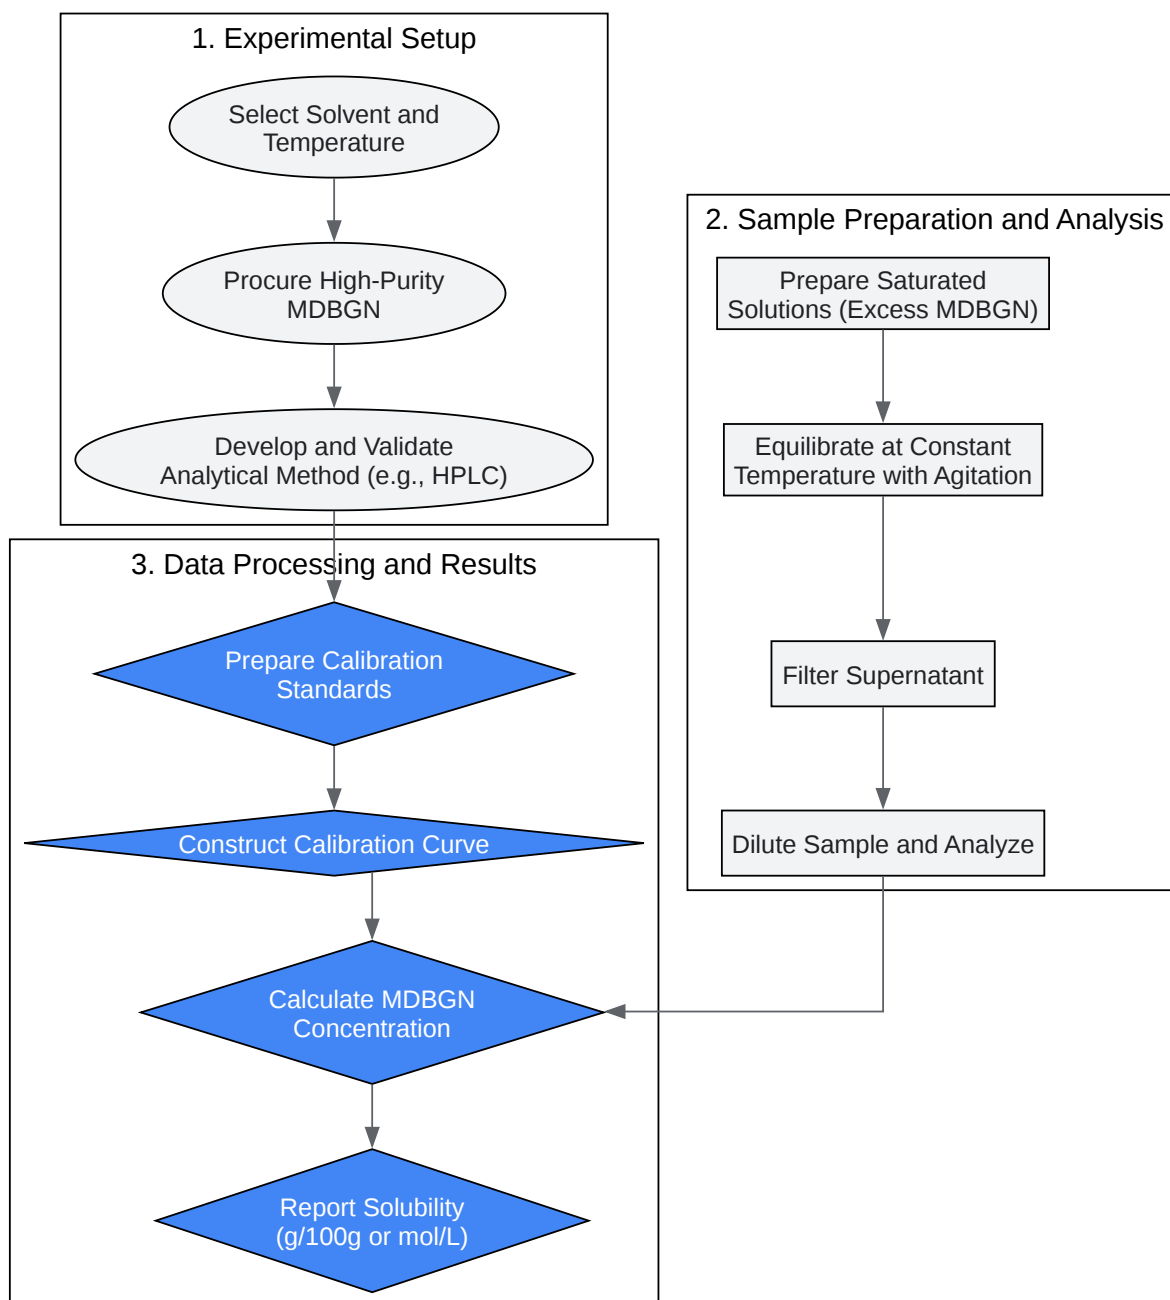 1. Experimental Setup
Select Solvent and
Temperature
Procure High-Purity
MDBGN
Develop and Validate
Analytical Method (e.g., HPLC)
2. Sample Preparation and Analysis
Prepare Saturated
Solutions (Excess MDBGN)
Equilibrate at Constant
Temperature with Agitation
Filter Supernatant
Dilute Sample and Analyze
3. Data Processing and Results
Prepare Calibration
Standards
Construct Calibration Curve
Calculate MDBGN
Concentration
Report Solubility
(g/100g or mol/L)